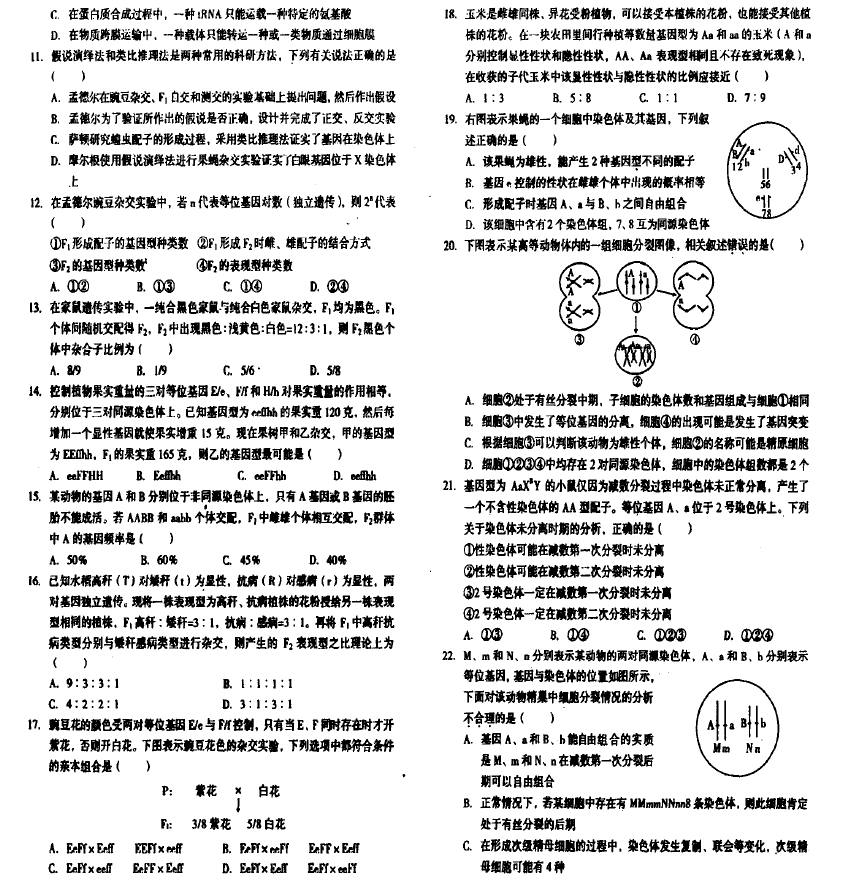 C. 在蛋白质合成过程中，一种tRNA只能运载一种特定的氨基酸
D. 在物质跨膜运输中，一种载体只能转运一种或一类物质通过细胞膜
11. 假说演绎法和类比推理法是两种常用的科研方法，下列有关说法正确的是
（　　）
A. 孟德尔在豌豆杂交、F₁自交和测交的实验基础上提出问题，然后作出假设
B. 孟德尔为了验证所作出的假说是否正确，设计并完成了正交、反交实验
C. 萨顿研究蝗虫配子的形成过程，采用类比推理法证实了基因在染色体上
D. 摩尔根使用假说演绎法进行果蝇杂交实验证实了白眼基因位于X染色体
上
12. 在孟德尔豌豆杂交实验中，若n代表等位基因对数（独立遗传），则2ⁿ代表
（　　）
①F₁形成配子的基因型种类数 ②F₁形成F₂时雌、雄配子的结合方式
③F₂的基因型种类数 ④F₂的表现型种类数
A. ①② B. ①③ C. ①④ D. ②④
13. 在家鼠遗传实验中，一纯合黑色家鼠与纯合白色家鼠杂交，F₁均为黑色。F₁
个体间随机交配得F₂，F₂中出现黑色∶浅黄色∶白色=12∶3∶1，则F₂黑色个
体中杂合子比例为（　　）
A. 8/9 B. 1/9 C. 5/6 D. 5/8
14. 控制植物果实重量的三对等位基因E/e、F/f和H/h对果实重量的作用相等，
分别位于三对同源染色体上。已知基因型为eeffhh的果实重120克，然后每
增加一个显性基因就使果实增重15克。现在果树甲和乙杂交，甲的基因型
为EEffhh，F₁的果实重165克，则乙的基因型最可能是（　　）
A. eeFFHH B. Eeffhh C. eeFFhh D. eeffhh
15. 某动物的基因A和B分别位于非同源染色体上，只有A基因或B基因的胚
胎不能成活。若AABB和aabb个体交配，F₁中雌雄个体相互交配，F₂群体
中A的基因频率是（　　）
A. 50% B. 60% C. 45% D. 40%
16. 已知水稻高秆（T）对矮秆（t）为显性，抗病（R）对感病（r）为显性，两
对基因独立遗传。现将一株表现型为高秆、抗病植株的花粉授给另一株表现
型相同的植株，F₁高秆∶矮秆=3∶1，抗病∶感病=3∶1。再将F₁中高秆抗
病类型分别与矮秆感病类型进行杂交，则产生的F₂表现型之比理论上为
（　　）
A. 9∶3∶3∶1 B. 1∶1∶1∶1
C. 4∶2∶2∶1 D. 3∶1∶3∶1
17. 豌豆花的颜色受两对等位基因E/e与F/f控制，只有当E、F同时存在时才开
紫花，否则开白花。下图表示豌豆花色的杂交实验，下列选项中都符合条件
的亲本组合是（　　）
P： 紫花 × 白花
↓
F₁： 3/8紫花 5/8白花
A. EeFf×Eeff EEFf×eeff B. EeFf×eeFf EeFF×Eeff
C. EeFf×eeff EeFF×Eeff D. EeFf×Eeff EeFf×eeFf
18. 玉米是雌雄同株、异花受粉植物，可以接受本植株的花粉，也能接受其他植
株的花粉。在一块农田里间行种植等数量基因型为Aa和aa的玉米（A和a
分别控制显性性状和隐性性状，AA、Aa表现型相同且不存在致死现象），
在收获的子代玉米中该显性性状与隐性性状的比例应接近（　　）
A. 1∶3 B. 5∶8 C. 1∶1 D. 7∶9
19. 右图表示果蝇的一个细胞中染色体及其基因，下列叙
述正确的是（　　）
A. 该果蝇为雄性，能产生2种基因型不同的配子
B. 基因e控制的性状在雌雄个体中出现的概率相等
C. 形成配子时基因A、a与B、b之间自由组合
D. 该细胞中含有2个染色体组，7、8互为同源染色体
A a
B b
12
D d
34
56
e
78
20. 下图表示某高等动物体内的一组细胞分裂图像，相关叙述错误的是（　　）
①
②
③
④
A. 细胞②处于有丝分裂中期，子细胞的染色体数和基因组成与细胞①相同
B. 细胞③中发生了等位基因的分离，细胞④的出现可能是发生了基因突变
C. 根据细胞③可以判断该动物为雄性个体，细胞②的名称可能是精原细胞
D. 细胞①②③④中均存在2对同源染色体，细胞中的染色体组数都是2个
21. 基因型为AaXᴮY的小鼠仅因为减数分裂过程中染色体未正常分离，产生了
一个不含性染色体的AA型配子。等位基因A、a位于2号染色体上。下列
关于染色体未分离时期的分析，正确的是（　　）
①性染色体可能在减数第一次分裂时未分离
②性染色体可能在减数第二次分裂时未分离
③2号染色体一定在减数第一次分裂时未分离
④2号染色体一定在减数第二次分裂时未分离
A. ①③ B. ①④ C. ①②③ D. ①②④
22. M、m和N、n分别表示某动物的两对同源染色体，A、a和B、b分别表示
等位基因，基因与染色体的位置如图所示，
下面对该动物精巢中细胞分裂情况的分析
不合理的是（　　）
A. 基因A、a和B、b能自由组合的实质
是M、m和N、n在减数第一次分裂后
期可以自由组合
B. 正常情况下，若某细胞中存在有MMmmNNnn8条染色体，则此细胞肯定
处于有丝分裂的后期
C. 在形成次级精母细胞的过程中，染色体发生复制、联会等变化，次级精
母细胞可能有4种
A a B b
Mm Nn